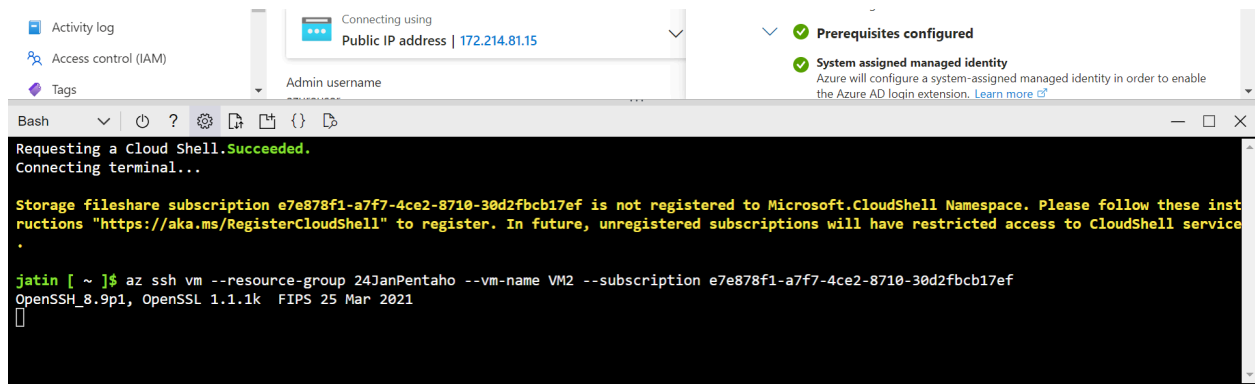 Activity log
Access control (IAM)
Tags
Connecting using
Public IP address | 172.214.81.15
Admin username
Prerequisites configured
System assigned managed identity
Azure will configure a system-assigned managed identity in order to enable
the Azure AD login extension. Learn more
Bash
Requesting a Cloud Shell.Succeeded.
Connecting terminal...
Storage fileshare subscription e7e878f1-a7f7-4ce2-8710-30d2fbcb17ef is not registered to Microsoft.CloudShell Namespace. Please follow these inst
ructions "https://aka.ms/RegisterCloudShell" to register. In future, unregistered subscriptions will have restricted access to CloudShell service
.
jatin [ ~ ]$ az ssh vm --resource-group 24JanPentaho --vm-name VM2 --subscription e7e878f1-a7f7-4ce2-8710-30d2fbcb17ef
OpenSSH_8.9p1, OpenSSL 1.1.1k  FIPS 25 Mar 2021